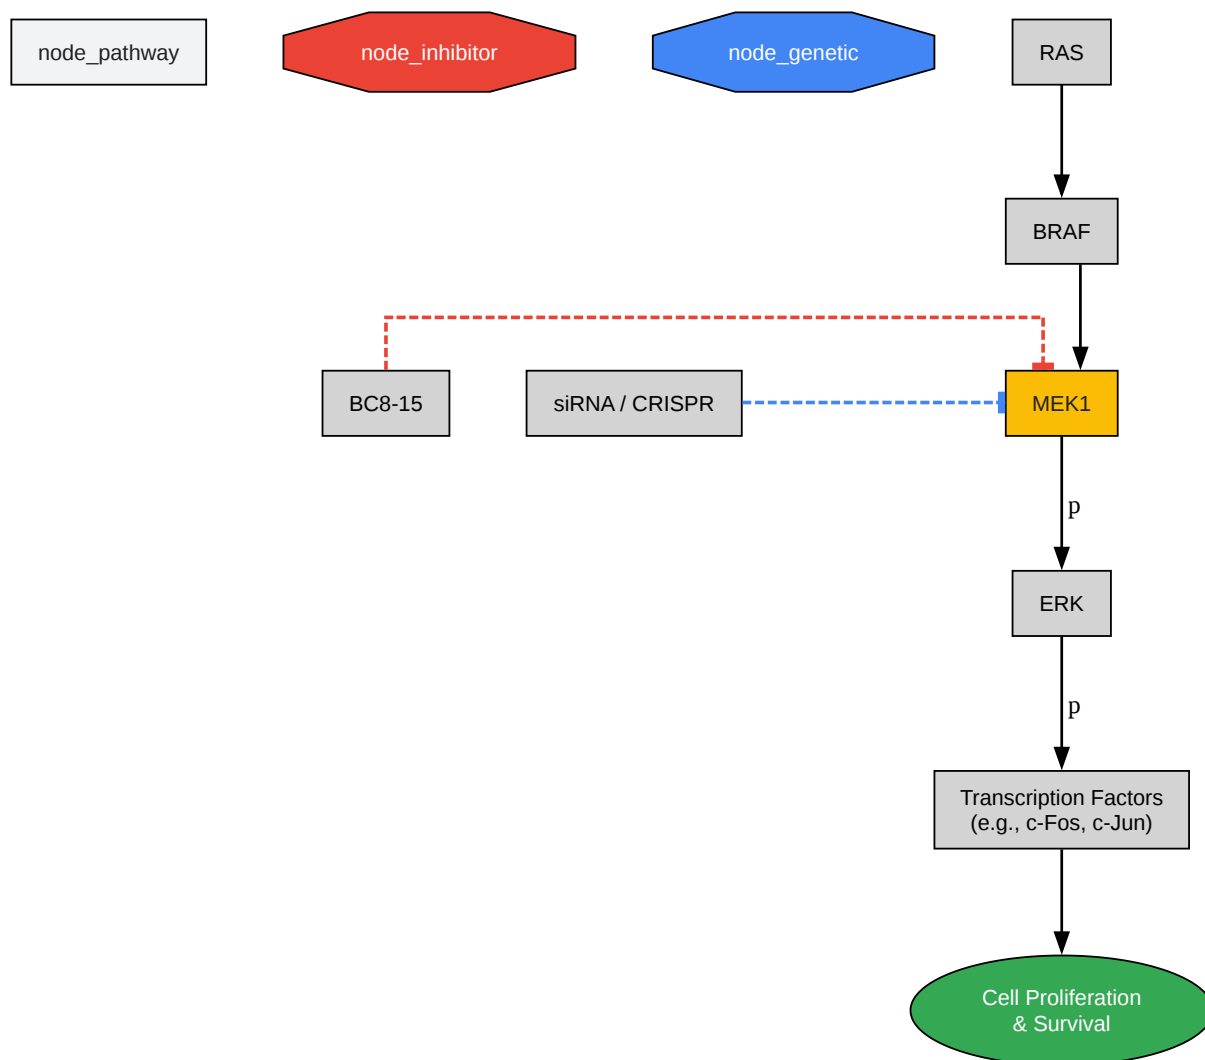 node_pathway
node_inhibitor
node_genetic
RAS
BRAF
BC8-15
siRNA / CRISPR
MEK1
p
ERK
p
Transcription Factors
(e.g., c-Fos, c-Jun)
Cell Proliferation
& Survival